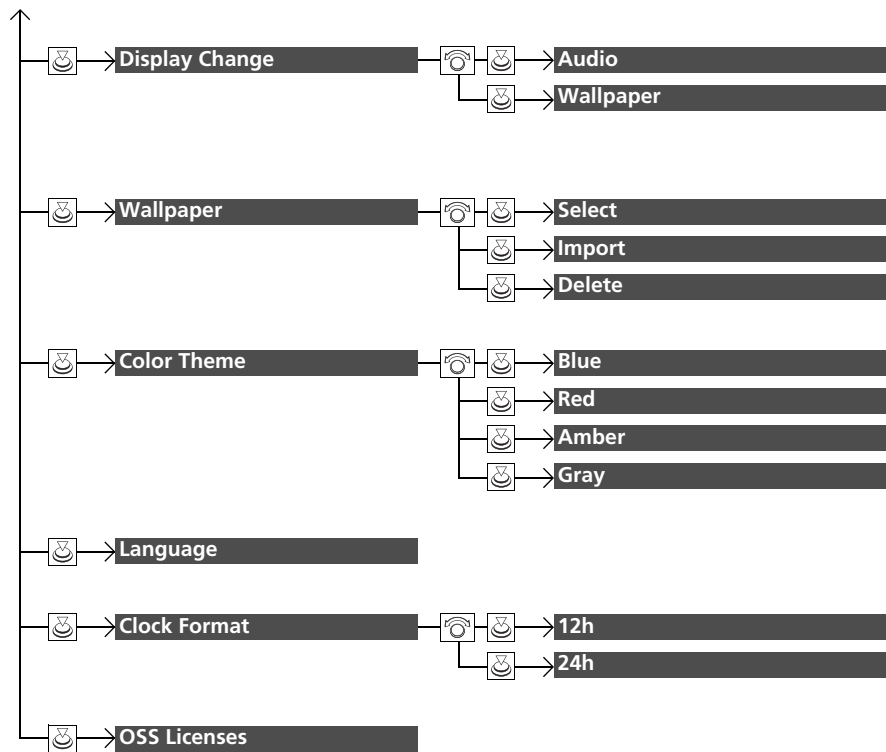 Display Change
Audio
Wallpaper
Wallpaper
Select
Import
Delete
Color Theme
Blue
Red
Amber
Gray
Language
Clock Format
12h
24h
OSS Licenses